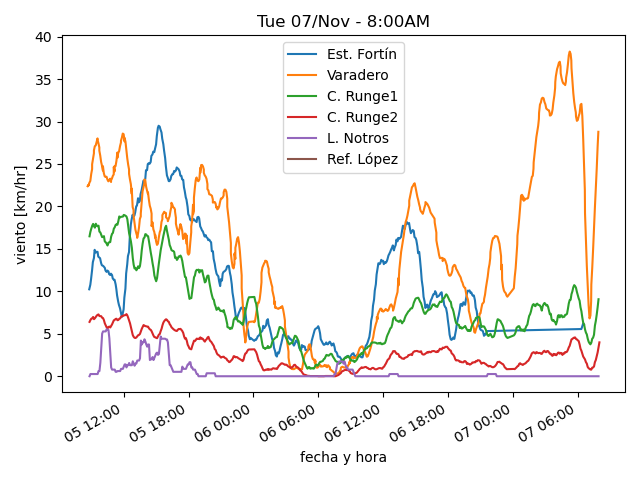 Tue 07/Nov - 8:00AM
Est. Fortín
Varadero
C. Runge1
C. Runge2
L. Notros
Ref. López
viento [km/hr]
40
35
30
25
20
15
10
5
0
05 12:00
05 18:00
06 00:00
06 06:00
06 12:00
06 18:00
07 00:00
07 06:00
fecha y hora